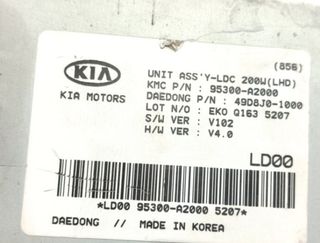 (856)
KIA
KIA MOTORS
UNIT ASS'Y-LDC 200W(LHD)
KMC P/N : 95300-A2000
DAEDONG P/N : 49D8J0-1000
LOT N/O : EKO Q163 5207
S/W VER : V102
H/W VER : V4.0
LD00
*LD00 95300-A2000 5207*
DAEDONG // MADE IN KOREA